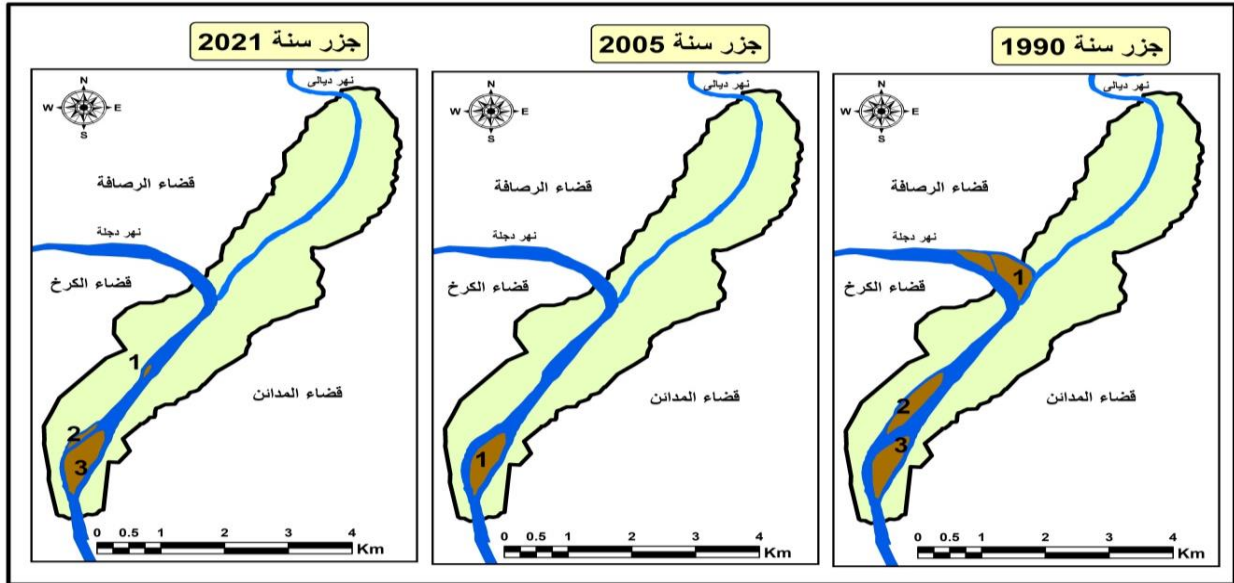 جزر سنة 1990
نهر ديالى
N
W E
S
قضاء الرصافة
نهر دجلة
قضاء الكرخ
1
قضاء المدائن
2
3
0 0.5 1 2 3 4
Km
جزر سنة 2005
نهر ديالى
N
W E
S
قضاء الرصافة
نهر دجلة
قضاء الكرخ
قضاء المدائن
1
0 0.5 1 2 3 4
Km
جزر سنة 2021
نهر ديالى
N
W E
S
قضاء الرصافة
نهر دجلة
قضاء الكرخ
1
قضاء المدائن
2
3
0 0.5 1 2 3 4
Km